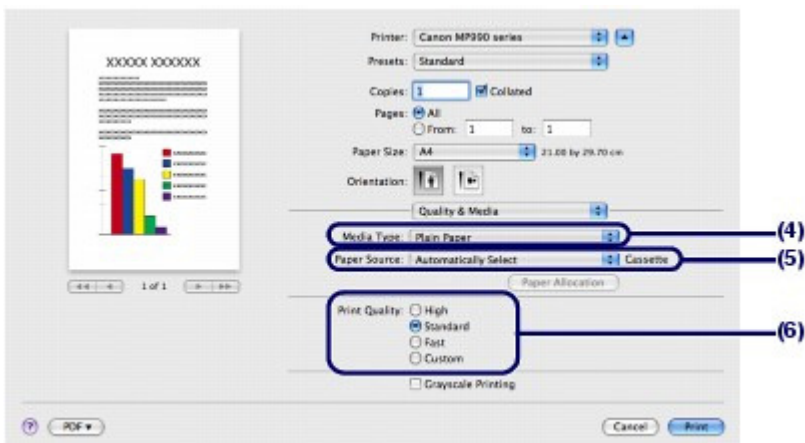 XXXXX XXXXXX
1 of 1
Printer: Canon MP990 series
Presets: Standard
Copies: 1 Collated
Pages: All
From: 1 to: 1
Paper Size: A4 21.00 by 29.70 cm
Orientation:
Quality & Media
Media Type: Plain Paper (4)
Paper Source: Automatically Select Cassette (5)
Paper Allocation
Print Quality: High
Standard
Fast
Custom
(6)
Grayscale Printing
? PDF Cancel Print